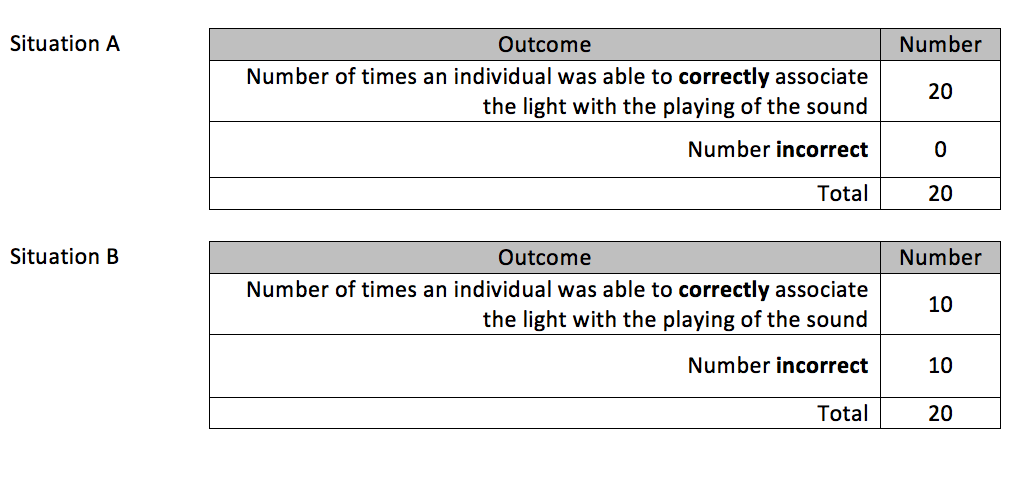 Situation A
Outcome Number
Number of times an individual was able to correctly associate
the light with the playing of the sound 20
Number incorrect 0
Total 20
Situation B
Outcome Number
Number of times an individual was able to correctly associate
the light with the playing of the sound 10
Number incorrect 10
Total 20